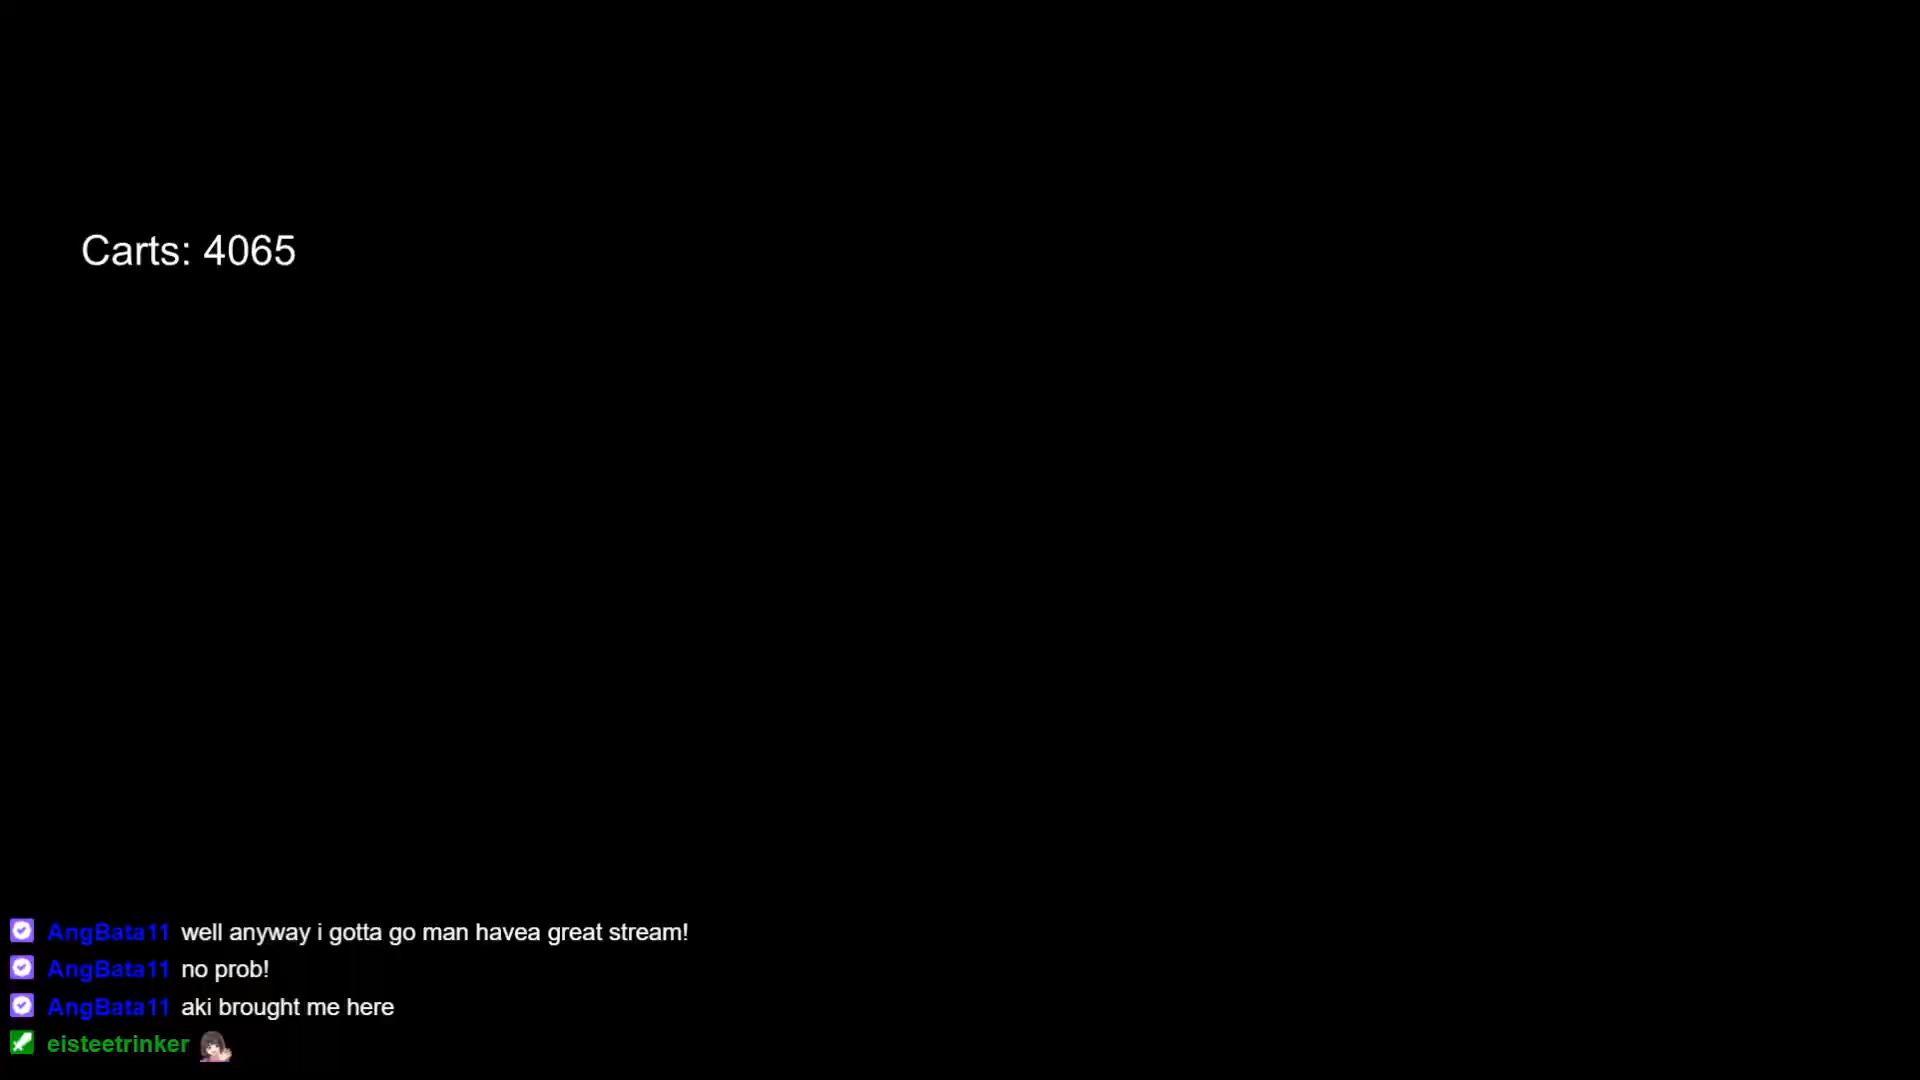 Carts: 4065
AngBata11 well anyway i gotta go man havea great stream!
AngBata11 no prob!
AngBata11 aki brought me here
eisteetrinker